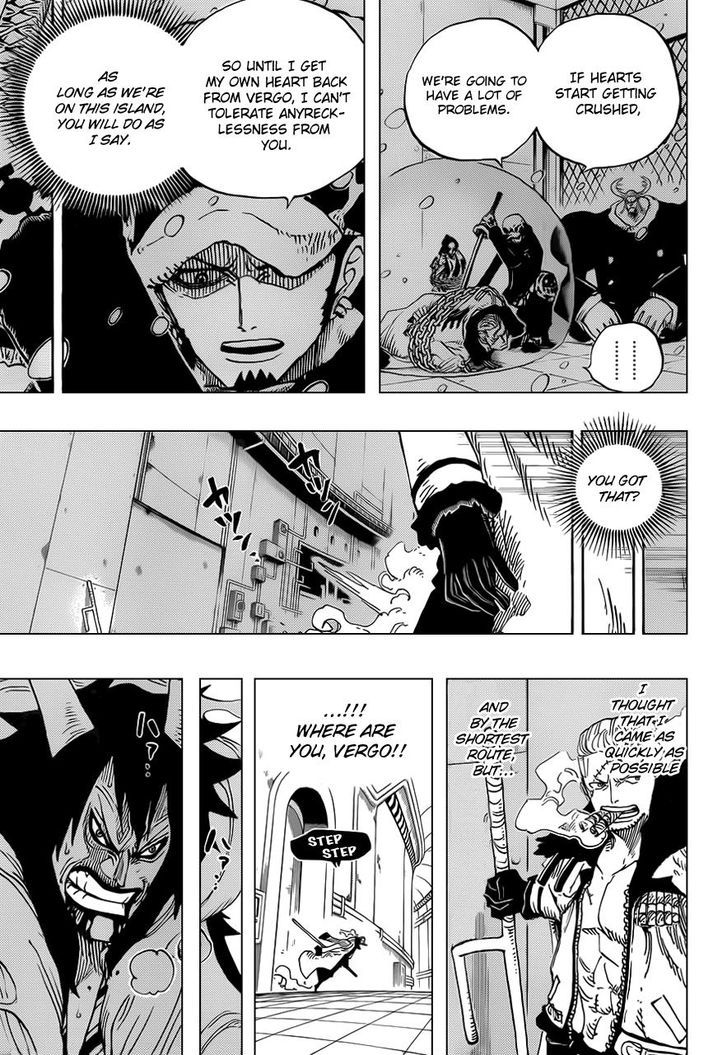 IF HEARTS
START GETTING
CRUSHED,
WE'RE GOING TO
HAVE A LOT OF
PROBLEMS.
SO UNTIL I GET
MY OWN HEART BACK
FROM VERGO, I CAN'T
TOLERATE ANYRECK-
LESSNESS FROM
YOU.
AS
LONG AS WE'RE
ON THIS ISLAND,
YOU WILL DO AS
I SAY.
YOU GOT
THAT?
I
THOUGHT
THAT I
CAME AS
QUICKLY AS
POSSIBLE
AND
BY THE
SHORTEST
ROUTE,
BUT...
...!!!
WHERE ARE
YOU, VERGO!!
STEP
STEP